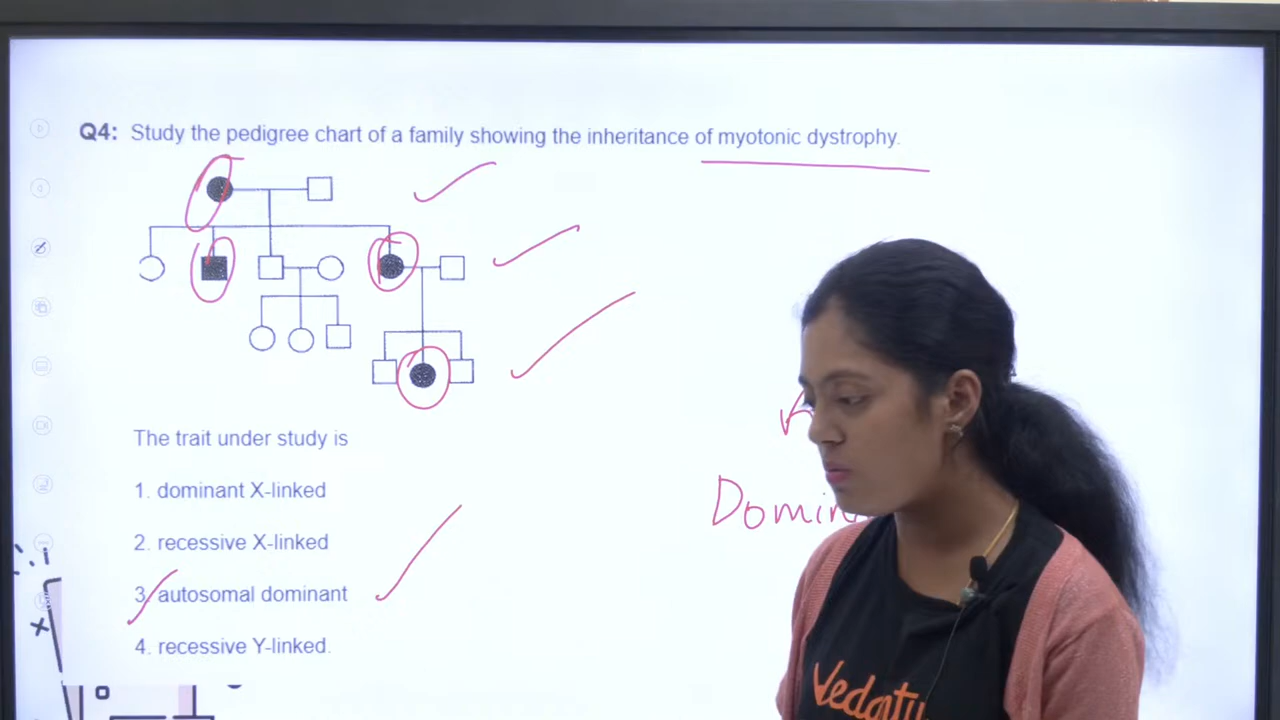 Q4: Study the pedigree chart of a family showing the inheritance of myotonic dystrophy.
The trait under study is
1. dominant X-linked
2. recessive X-linked
3. autosomal dominant
4. recessive Y-linked.